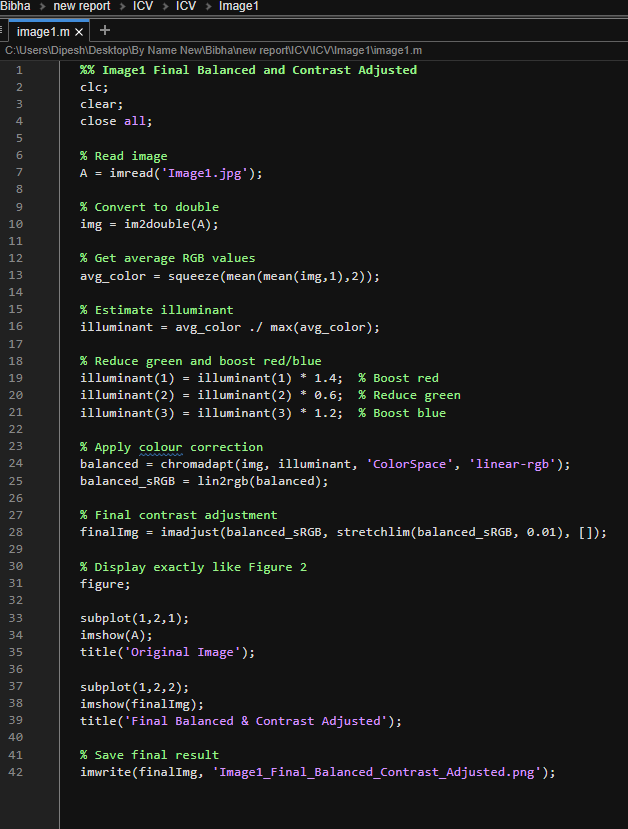 Bibha > new report > ICV > ICV > Image1
image1.m × +
C:\Users\Dipesh\Desktop\By Name New\Bibha\new report\ICV\ICV\Image1\image1.m
1 %% Image1 Final Balanced and Contrast Adjusted
2 clc;
3 clear;
4 close all;
5
6 % Read image
7 A = imread('Image1.jpg');
8
9 % Convert to double
10 img = im2double(A);
11
12 % Get average RGB values
13 avg_color = squeeze(mean(mean(img,1),2));
14
15 % Estimate illuminant
16 illuminant = avg_color ./ max(avg_color);
17
18 % Reduce green and boost red/blue
19 illuminant(1) = illuminant(1) * 1.4;  % Boost red
20 illuminant(2) = illuminant(2) * 0.6;  % Reduce green
21 illuminant(3) = illuminant(3) * 1.2;  % Boost blue
22
23 % Apply colour correction
24 balanced = chromadapt(img, illuminant, 'ColorSpace', 'linear-rgb');
25 balanced_sRGB = lin2rgb(balanced);
26
27 % Final contrast adjustment
28 finalImg = imadjust(balanced_sRGB, stretchlim(balanced_sRGB, 0.01), []);
29
30 % Display exactly like Figure 2
31 figure;
32
33 subplot(1,2,1);
34 imshow(A);
35 title('Original Image');
36
37 subplot(1,2,2);
38 imshow(finalImg);
39 title('Final Balanced & Contrast Adjusted');
40
41 % Save final result
42 imwrite(finalImg, 'Image1_Final_Balanced_Contrast_Adjusted.png');